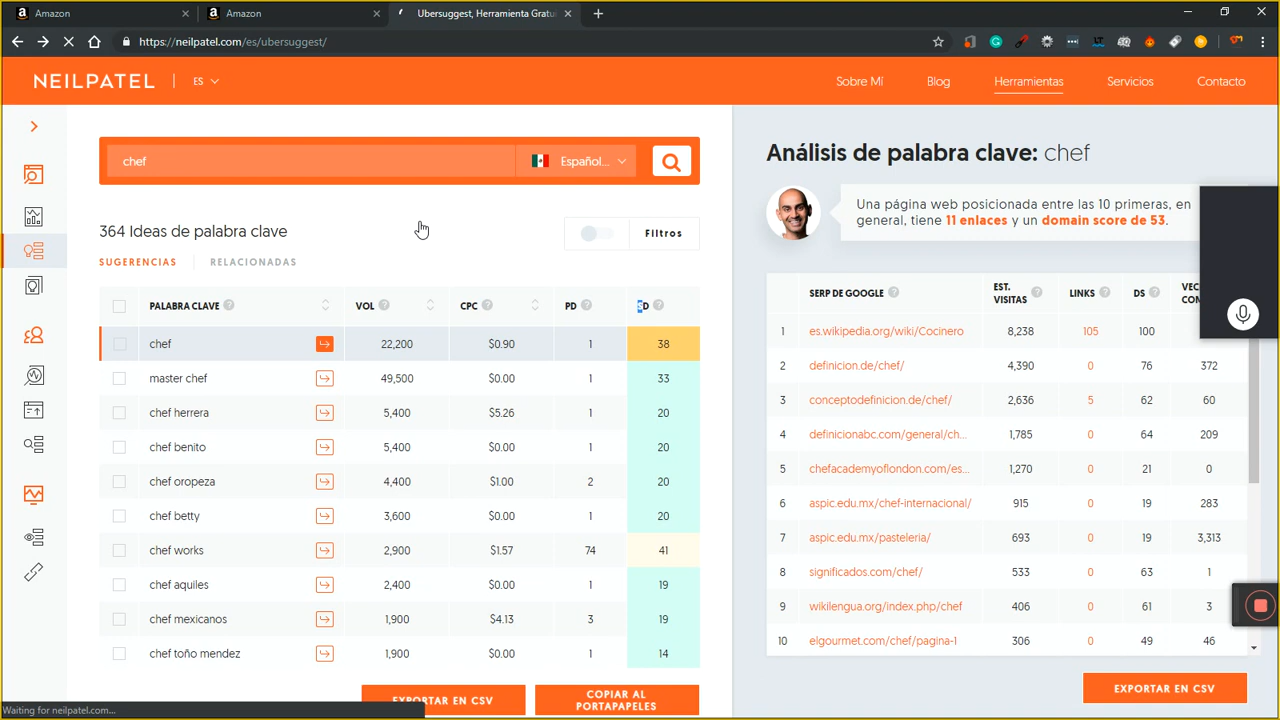 Amazon
Amazon
Ubersuggest, Herramienta Gratu
https://neilpatel.com/es/ubersuggest/
NEILPATEL
ES
Sobre Mí
Blog
Herramientas
Servicios
Contacto
chef
Español...
364 Ideas de palabra clave
Filtros
SUGERENCIAS
RELACIONADAS
PALABRA CLAVE
VOL
CPC
PD
SD
chef 22,200 $0.90 1 38
master chef 49,500 $0.00 1 33
chef herrera 5,400 $5.26 1 20
chef benito 5,400 $0.00 1 20
chef oropeza 4,400 $1.00 2 20
chef betty 3,600 $0.00 1 20
chef works 2,900 $1.57 74 41
chef aquiles 2,400 $0.00 1 19
chef mexicanos 1,900 $4.13 3 19
chef toño mendez 1,900 $0.00 1 14
EXPORTAR EN CSV
COPIAR AL
PORTAPAPELES
Análisis de palabra clave: chef
Una página web posicionada entre las 10 primeras, en
general, tiene 11 enlaces y un domain score de 53.
SERP DE GOOGLE
EST.
VISITAS
LINKS
DS
VEC
COM
1 es.wikipedia.org/wiki/Cocinero 8,238 105 100
2 definicion.de/chef/ 4,390 0 76 372
3 conceptodefinicion.de/chef/ 2,636 5 62 60
4 definicionabc.com/general/ch... 1,785 0 64 209
5 chefacademyoflondon.com/es... 1,270 0 21 0
6 aspic.edu.mx/chef-internacional/ 915 0 19 283
7 aspic.edu.mx/pasteleria/ 693 0 19 3,313
8 significados.com/chef/ 533 0 63 1
9 wikilengua.org/index.php/chef 406 0 61 3
10 elgourmet.com/chef/pagina-1 306 0 49 46
EXPORTAR EN CSV
Waiting for neilpatel.com...